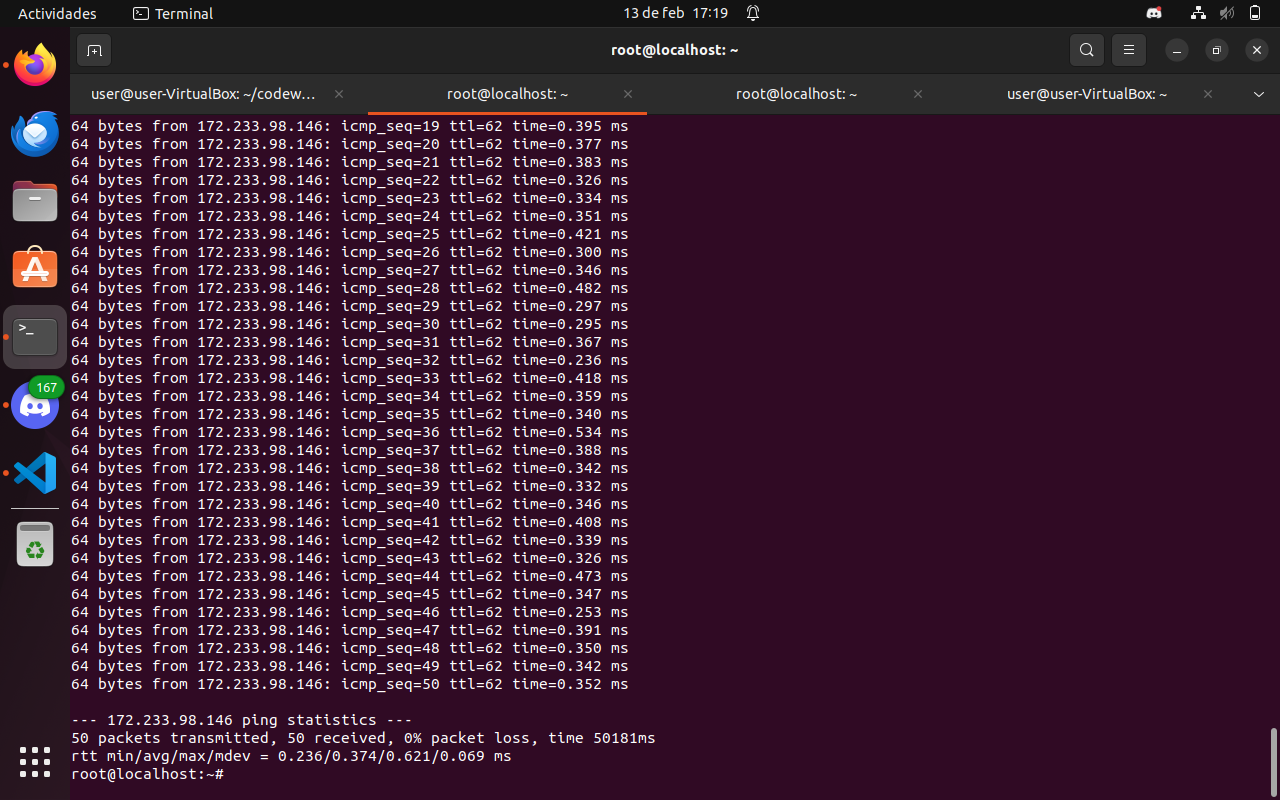 Actividades
Terminal
13 de feb 17:19
root@localhost: ~
user@user-VirtualBox: ~/codew…
root@localhost: ~
root@localhost: ~
user@user-VirtualBox: ~
64 bytes from 172.233.98.146: icmp_seq=19 ttl=62 time=0.395 ms
64 bytes from 172.233.98.146: icmp_seq=20 ttl=62 time=0.377 ms
64 bytes from 172.233.98.146: icmp_seq=21 ttl=62 time=0.383 ms
64 bytes from 172.233.98.146: icmp_seq=22 ttl=62 time=0.326 ms
64 bytes from 172.233.98.146: icmp_seq=23 ttl=62 time=0.334 ms
64 bytes from 172.233.98.146: icmp_seq=24 ttl=62 time=0.351 ms
64 bytes from 172.233.98.146: icmp_seq=25 ttl=62 time=0.421 ms
64 bytes from 172.233.98.146: icmp_seq=26 ttl=62 time=0.300 ms
64 bytes from 172.233.98.146: icmp_seq=27 ttl=62 time=0.346 ms
64 bytes from 172.233.98.146: icmp_seq=28 ttl=62 time=0.482 ms
64 bytes from 172.233.98.146: icmp_seq=29 ttl=62 time=0.297 ms
64 bytes from 172.233.98.146: icmp_seq=30 ttl=62 time=0.295 ms
64 bytes from 172.233.98.146: icmp_seq=31 ttl=62 time=0.367 ms
64 bytes from 172.233.98.146: icmp_seq=32 ttl=62 time=0.236 ms
64 bytes from 172.233.98.146: icmp_seq=33 ttl=62 time=0.418 ms
64 bytes from 172.233.98.146: icmp_seq=34 ttl=62 time=0.359 ms
64 bytes from 172.233.98.146: icmp_seq=35 ttl=62 time=0.340 ms
64 bytes from 172.233.98.146: icmp_seq=36 ttl=62 time=0.534 ms
64 bytes from 172.233.98.146: icmp_seq=37 ttl=62 time=0.388 ms
64 bytes from 172.233.98.146: icmp_seq=38 ttl=62 time=0.342 ms
64 bytes from 172.233.98.146: icmp_seq=39 ttl=62 time=0.332 ms
64 bytes from 172.233.98.146: icmp_seq=40 ttl=62 time=0.346 ms
64 bytes from 172.233.98.146: icmp_seq=41 ttl=62 time=0.408 ms
64 bytes from 172.233.98.146: icmp_seq=42 ttl=62 time=0.339 ms
64 bytes from 172.233.98.146: icmp_seq=43 ttl=62 time=0.326 ms
64 bytes from 172.233.98.146: icmp_seq=44 ttl=62 time=0.473 ms
64 bytes from 172.233.98.146: icmp_seq=45 ttl=62 time=0.347 ms
64 bytes from 172.233.98.146: icmp_seq=46 ttl=62 time=0.253 ms
64 bytes from 172.233.98.146: icmp_seq=47 ttl=62 time=0.391 ms
64 bytes from 172.233.98.146: icmp_seq=48 ttl=62 time=0.350 ms
64 bytes from 172.233.98.146: icmp_seq=49 ttl=62 time=0.342 ms
64 bytes from 172.233.98.146: icmp_seq=50 ttl=62 time=0.352 ms
--- 172.233.98.146 ping statistics ---
50 packets transmitted, 50 received, 0% packet loss, time 50181ms
rtt min/avg/max/mdev = 0.236/0.374/0.621/0.069 ms
root@localhost:~#
>_
167